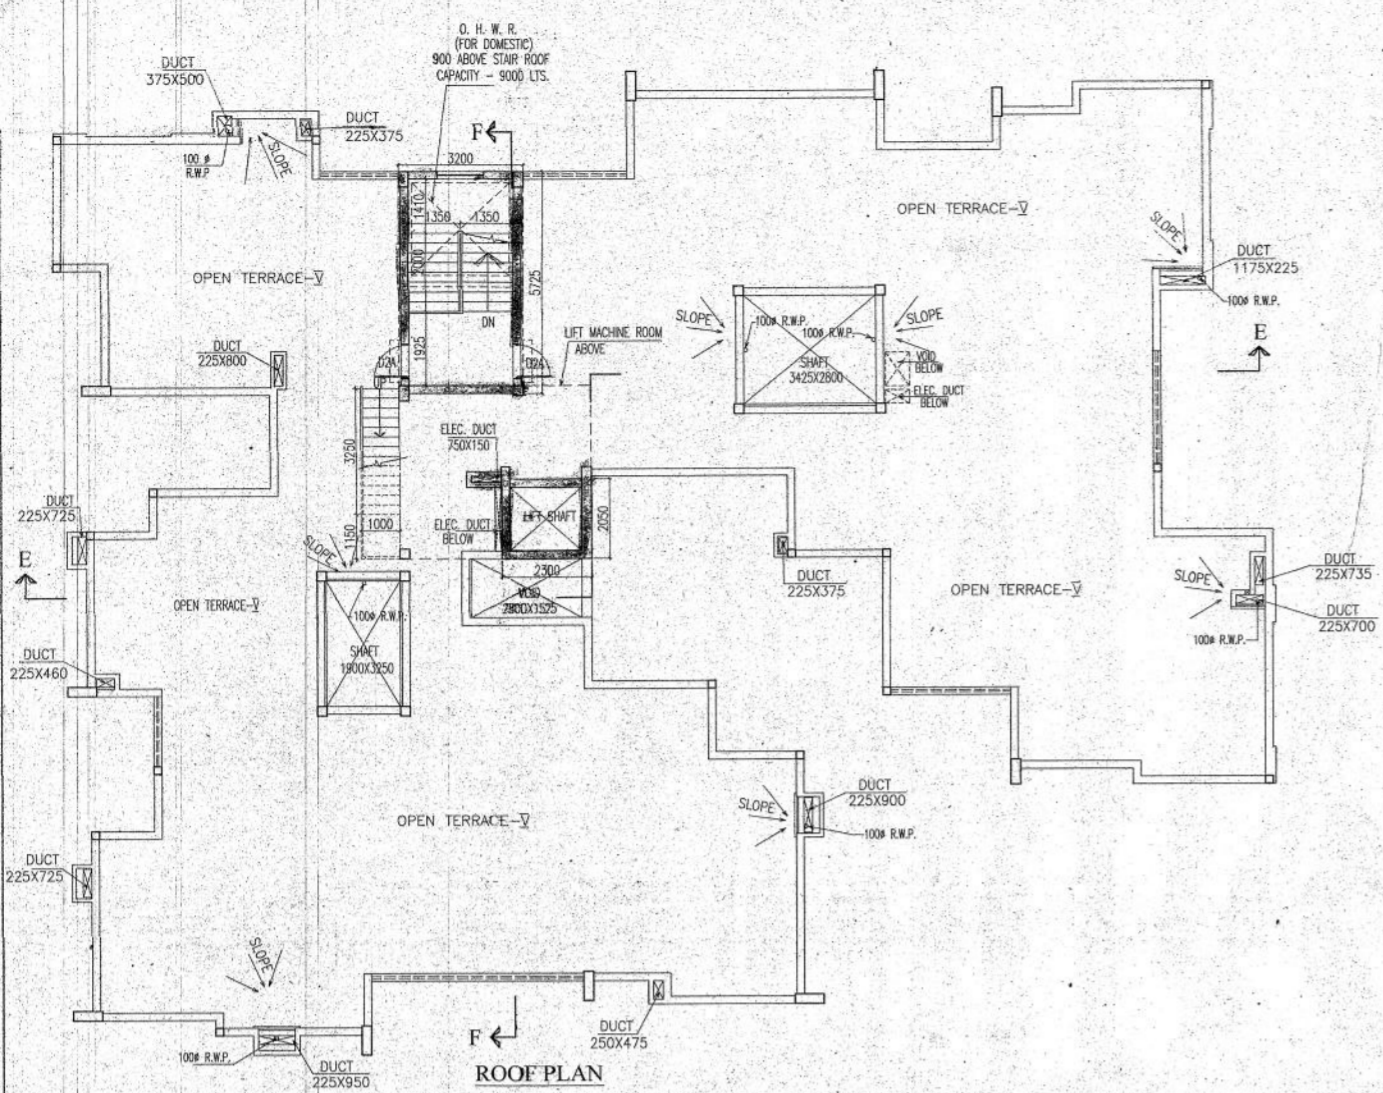 O. H. W. R.
(FOR DOMESTIC)
900 ABOVE STAIR ROOF
CAPACITY - 9000 LTS.
DUCT
375X500
DUCT
225X375
F
100 ø
R.W.P
SLOPE
3200
1410
1350
1350
2000
5725
DN
1925
OPEN TERRACE-V
OPEN TERRACE-V
SLOPE
DUCT
1175X225
100ø R.W.P.
E
SLOPE
SLOPE
100ø R.W.P.
100ø R.W.P.
SHAFT
3425X2800
VOID
BELOW
ELEC. DUCT
BELOW
LIFT MACHINE ROOM
ABOVE
DUCT
225X800
D2A
D2A
UP
3250
1150
1000
ELEC. DUCT
750X150
LIFT SHAFT
2050
ELEC. DUCT
BELOW
2300
VOID
DUCT
225X725
E
SLOPE
OPEN TERRACE-V
100ø R.W.P.
SHAFT
1900X3250
DUCT
225X375
OPEN TERRACE-V
SLOPE
DUCT
225X735
DUCT
225X700
100ø R.W.P.
DUCT
225X460
OPEN TERRACE-V
SLOPE
DUCT
225X900
100ø R.W.P.
DUCT
225X725
SLOPE
100ø R.W.P.
DUCT
225X950
F
DUCT
250X475
ROOF PLAN